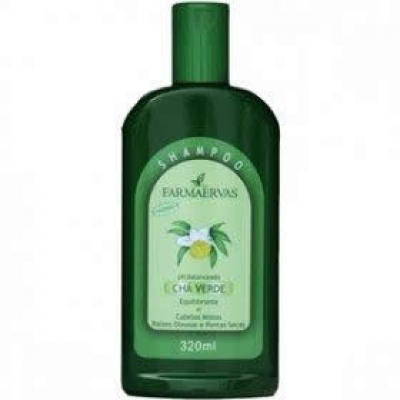 SHAMPOO
FARMAERVAS
pH Balanceado
CHÁ VERDE
Equilibrante
Cabelos Mistos
Raízes Oleosas e Pontas Secas
320ml